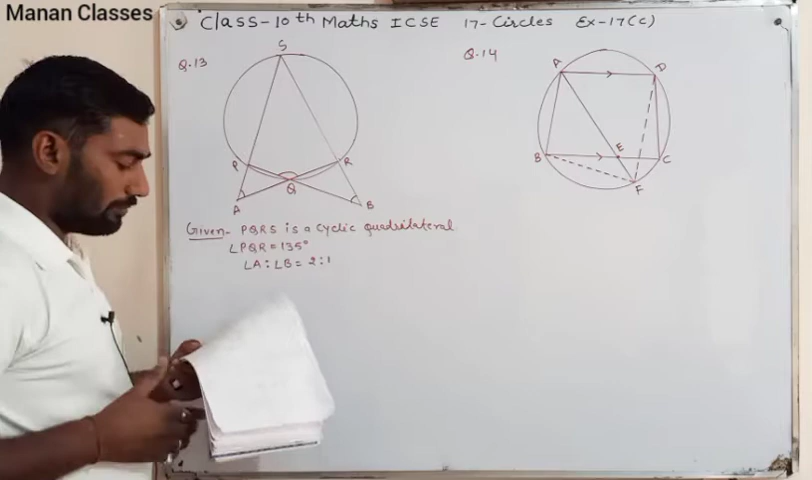 Manan Classes
Class-10th Maths ICSE 17-Circles Ex-17(C)
Q.13
S
P
R
Q
A
B
Given- PQRS is a cyclic quadrilateral
∠PQR = 135°
∠A : ∠B = 2:1
Q.14
A
D
B
E
C
F